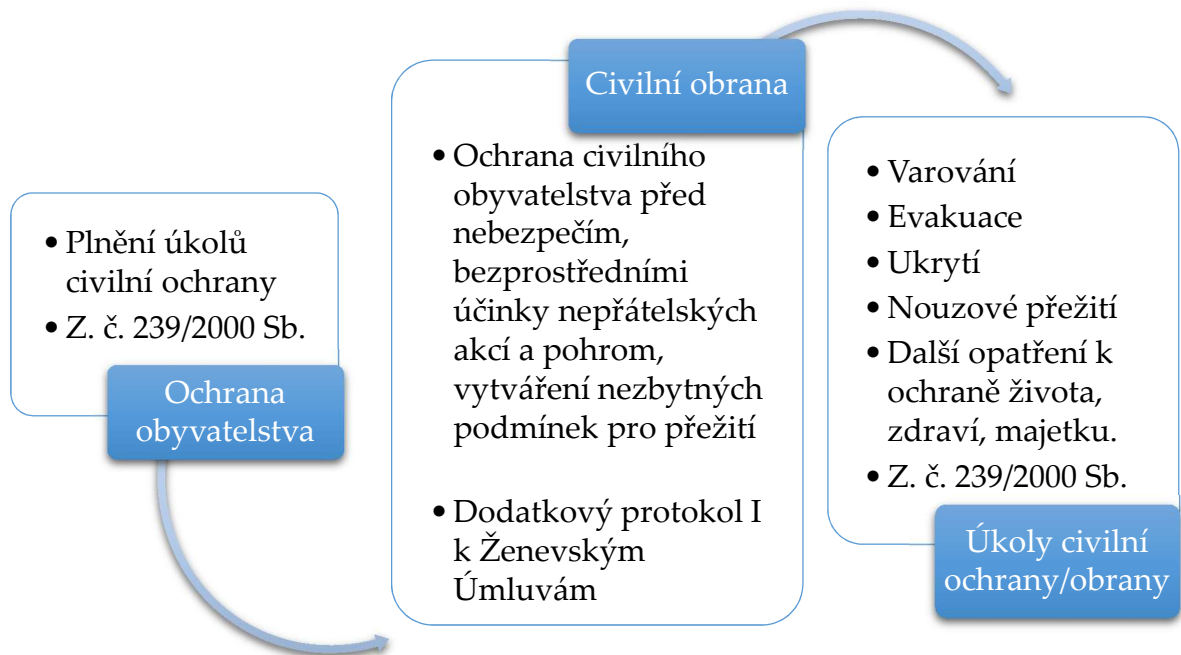 • Plnění úkolů
civilní ochrany
• Z. č. 239/2000 Sb.
Ochrana
obyvatelstva
Civilní obrana
• Ochrana civilního
obyvatelstva před
nebezpečím,
bezprostředními
účinky nepřátelských
akcí a pohrom,
vytváření nezbytných
podmínek pro přežití
• Dodatkový protokol I
k Ženevským
Úmluvám
• Varování
• Evakuace
• Ukrytí
• Nouzové přežití
• Další opatření k
ochraně života,
zdraví, majetku.
• Z. č. 239/2000 Sb.
Úkoly civilní
ochrany/obrany